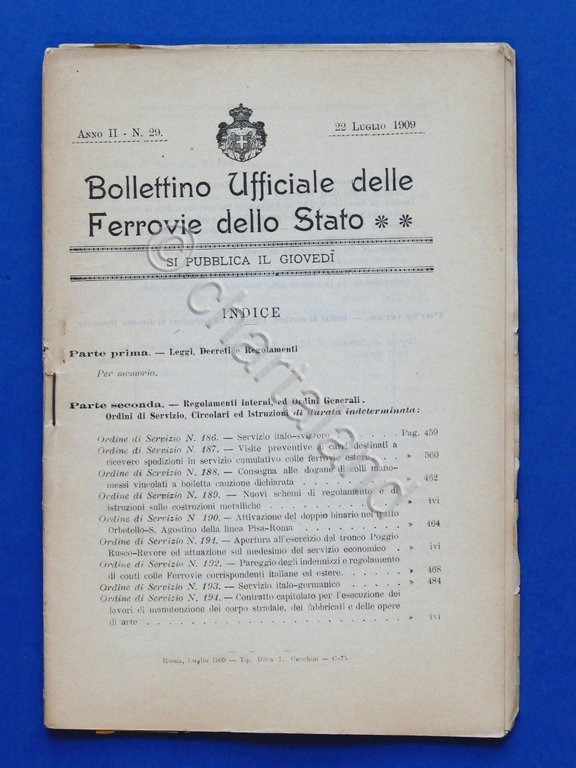 ANNO II - N. 29.
22 LUGLIO 1909
Bollettino Ufficiale delle
Ferrovie dello Stato * *
SI PUBBLICA IL GIOVEDÌ
INDICE
Parte prima. — Leggi, Decreti e Regolamenti
Per memoria.
Parte seconda. — Regolamenti interni, ed Ordini Generali,
Ordini di Servizio, Circolari ed Istruzioni di durata indeterminata:
Ordine di Servizio N. 186. — Servizio italo-svizzero . . . . . Pag. 459
Ordine di Servizio N. 187. — Visite preventive ai carri destinati a
ricevere spedizioni in servizio cumulativo colle ferrovie estere . . » 560
Ordine di Servizio N. 188. — Consegna alle dogane di colli mano-
messi vincolati a bolletta cauzione dichiarata . . . . . » 462
Ordine di Servizio N. 189. — Nuovi schemi di regolamento e di
istruzioni sulle costruzioni metalliche . . . . . » ivi
Ordine di Servizio N. 190. — Attivazione del doppio binario nel tratto
Orbetello-S. Agostino della linea Pisa-Roma . . . . . » 464
Ordine di Servizio N. 191. — Apertura all'esercizio del tronco Poggio
Rusco-Revere ed attuazione sul medesimo del servizio economico . » ivi
Ordine di Servizio N. 192. — Pareggio degli indennizzi e regolamento
di conti colle Ferrovie corrispondenti italiane ed estere. . . . » 468
Ordine di Servizio N. 193. — Servizio italo-germanico . . . . » 484
Ordine di Servizio N. 194. — Contratto capitolato per l'esecuzione dei
lavori di manutenzione del corpo stradale, dei fabbricati e delle opere
di arte . . . . . . . . . . » ivi
Roma, Luglio 1909 — Tip. Ditta L. Cecchini — C-75
© chartaland